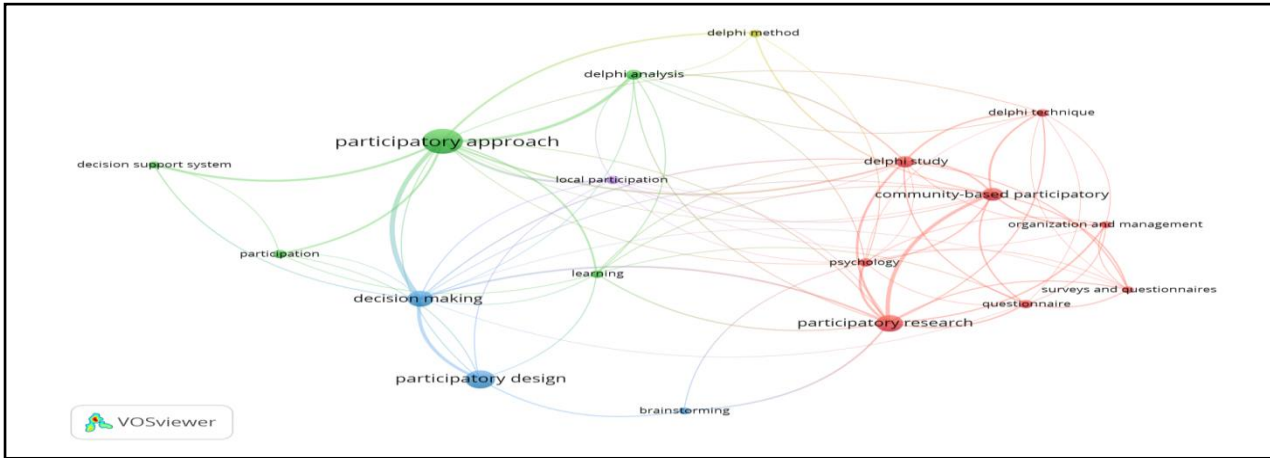 delphi method
delphi analysis
delphi technique
participatory approach
decision support system
delphi study
local participation
community-based participatory
organization and management
participation
psychology
learning
surveys and questionnaires
decision making
questionnaire
participatory research
participatory design
brainstorming
VOSviewer